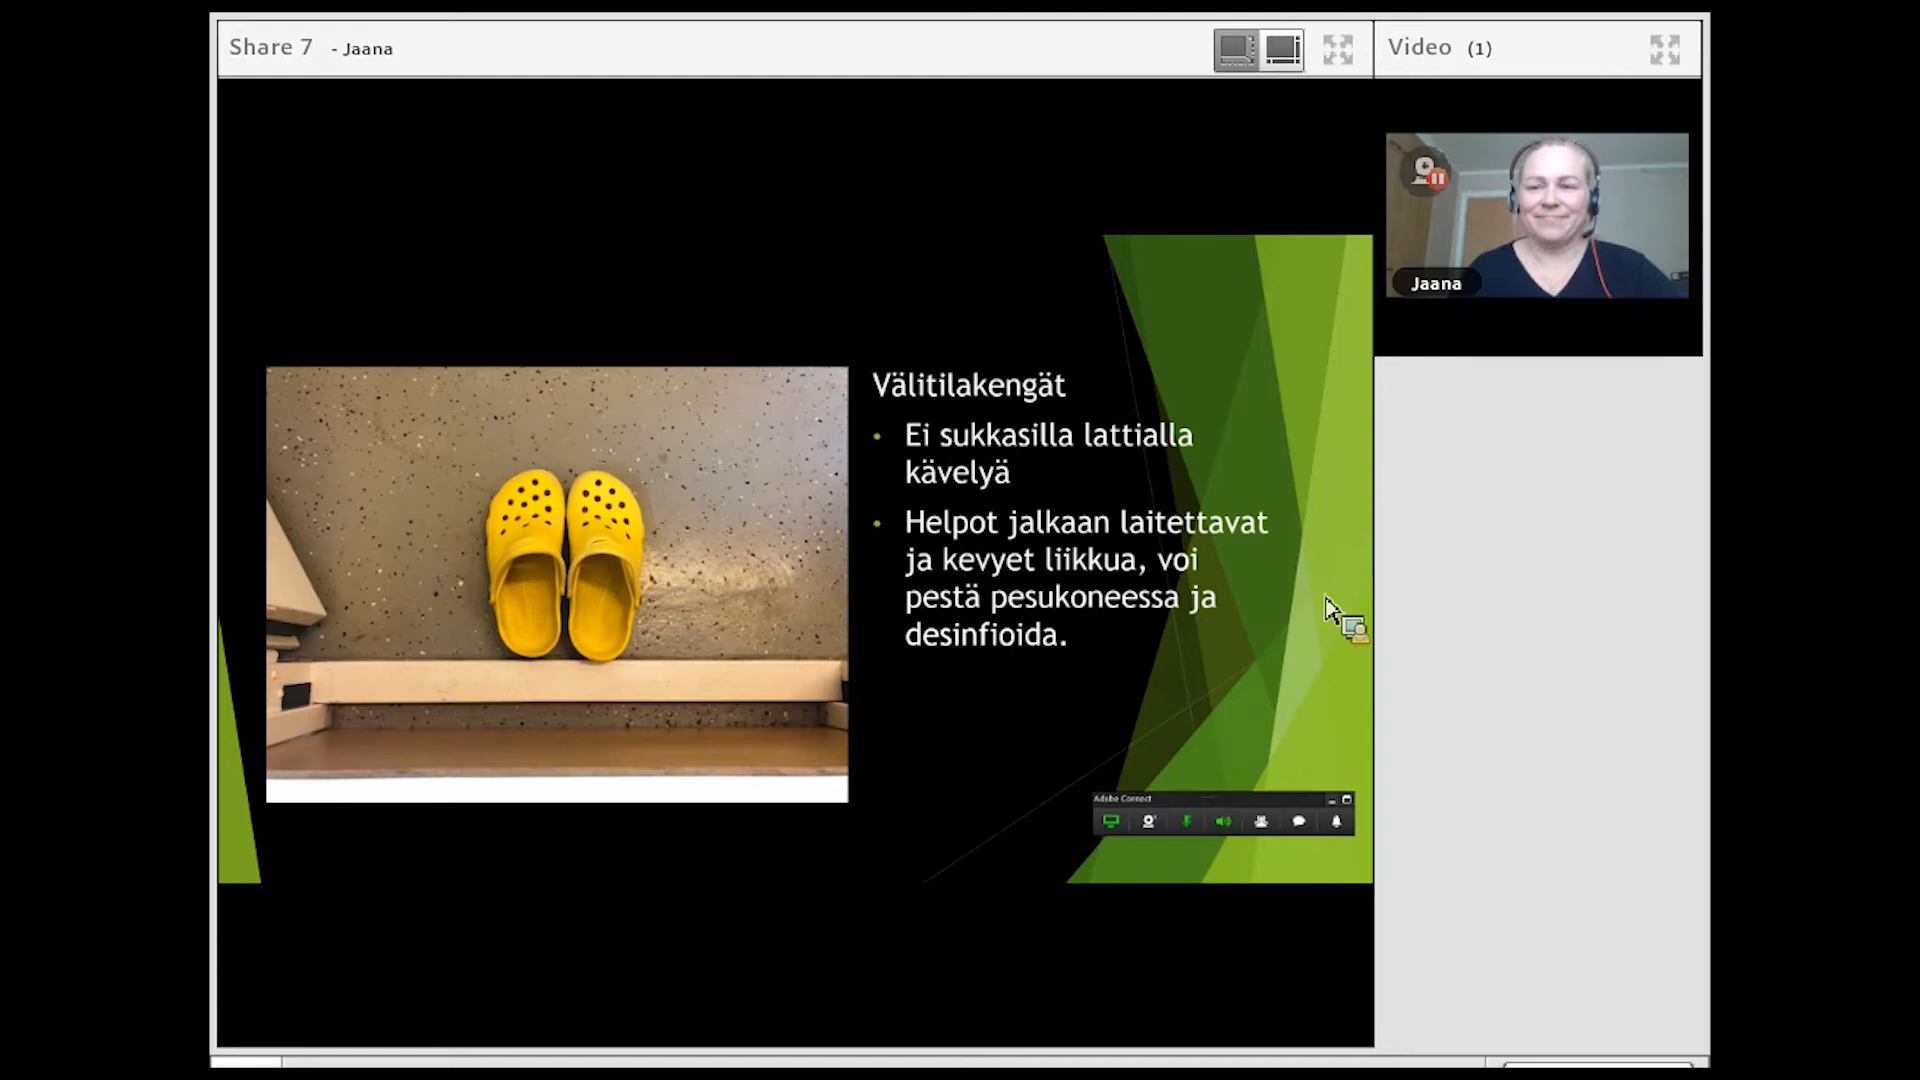 Share 7 - Jaana
Video (1)
Jaana
Välitilakengät
• Ei sukkasilla lattialla
kävelyä
• Helpot jalkaan laitettavat
ja kevyet liikkua, voi
pestä pesukoneessa ja
desinfioida.
Adobe Connect